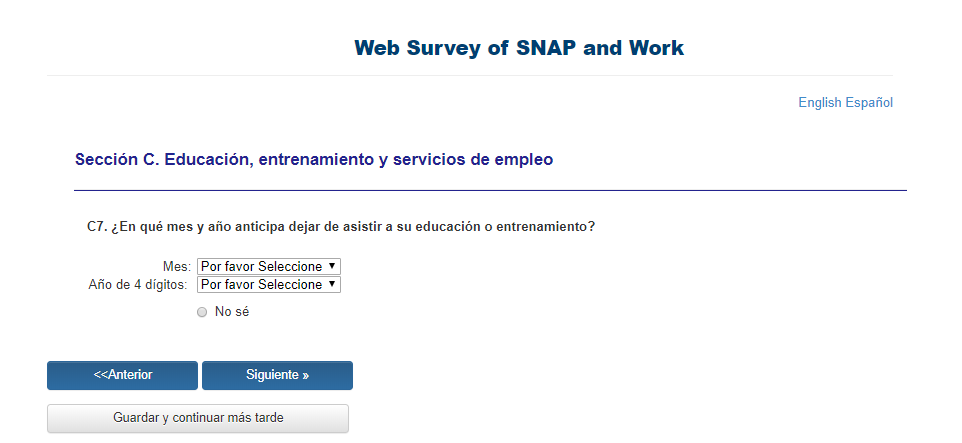 Web Survey of SNAP and Work
English Español
Sección C. Educación, entrenamiento y servicios de empleo
C7. ¿En qué mes y año anticipa dejar de asistir a su educación o entrenamiento?
Mes: Por favor Seleccione
Año de 4 dígitos: Por favor Seleccione
No sé
<<Anterior Siguiente »
Guardar y continuar más tarde